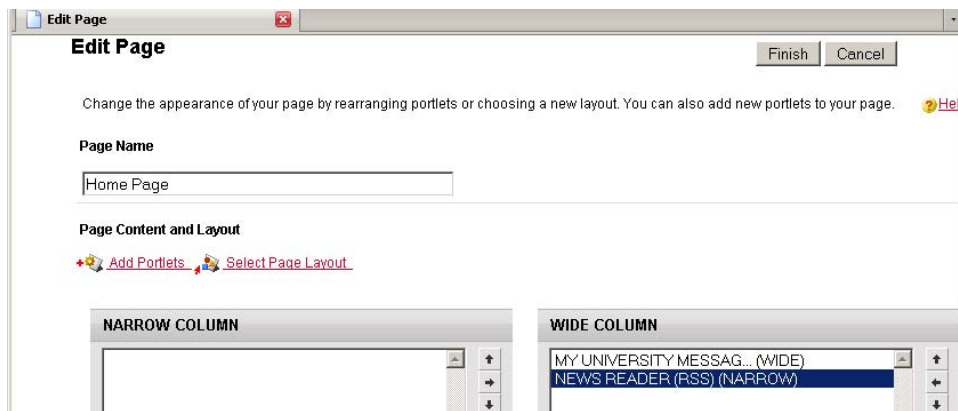 Edit Page
Edit Page
Finish Cancel
Change the appearance of your page by rearranging portlets or choosing a new layout. You can also add new portlets to your page. Hel
Page Name
Home Page
Page Content and Layout
Add Portlets Select Page Layout
NARROW COLUMN WIDE COLUMN
MY UNIVERSITY MESSAG... (WIDE)
NEWS READER (RSS) (NARROW)